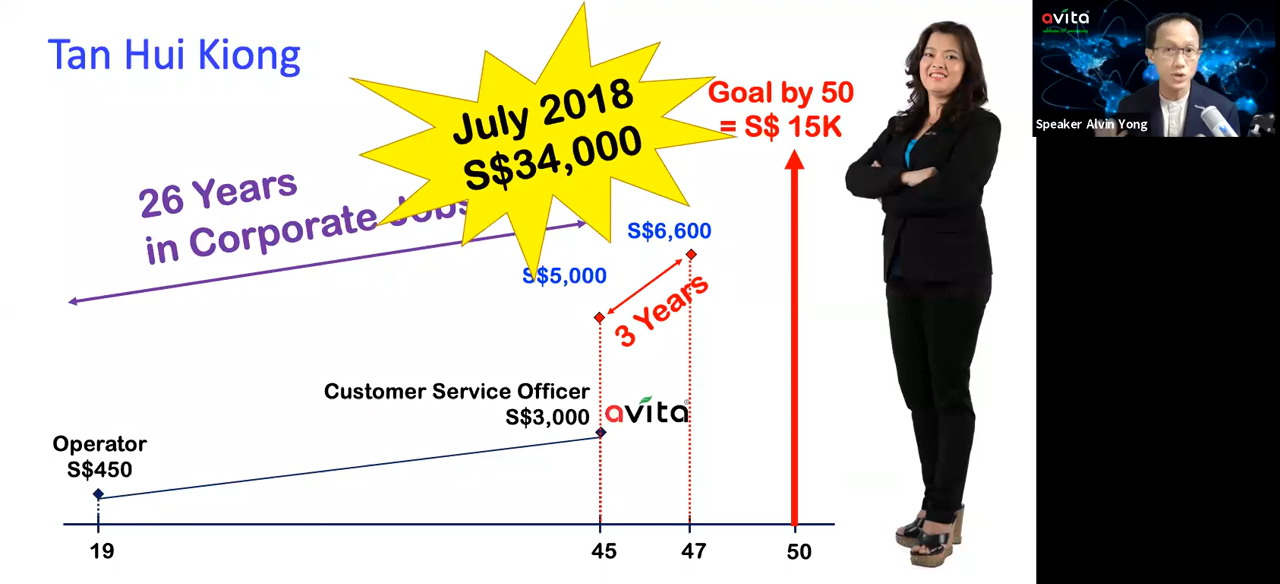 Tan Hui Kiong
July 2018
S$34,000
Goal by 50
= S$ 15K
26 Years
in Corporate Jobs
S$6,600
S$5,000
3 Years
Customer Service Officer
S$3,000
avita®
Operator
S$450
19
45
47
50
avita
Speaker Alvin Yong